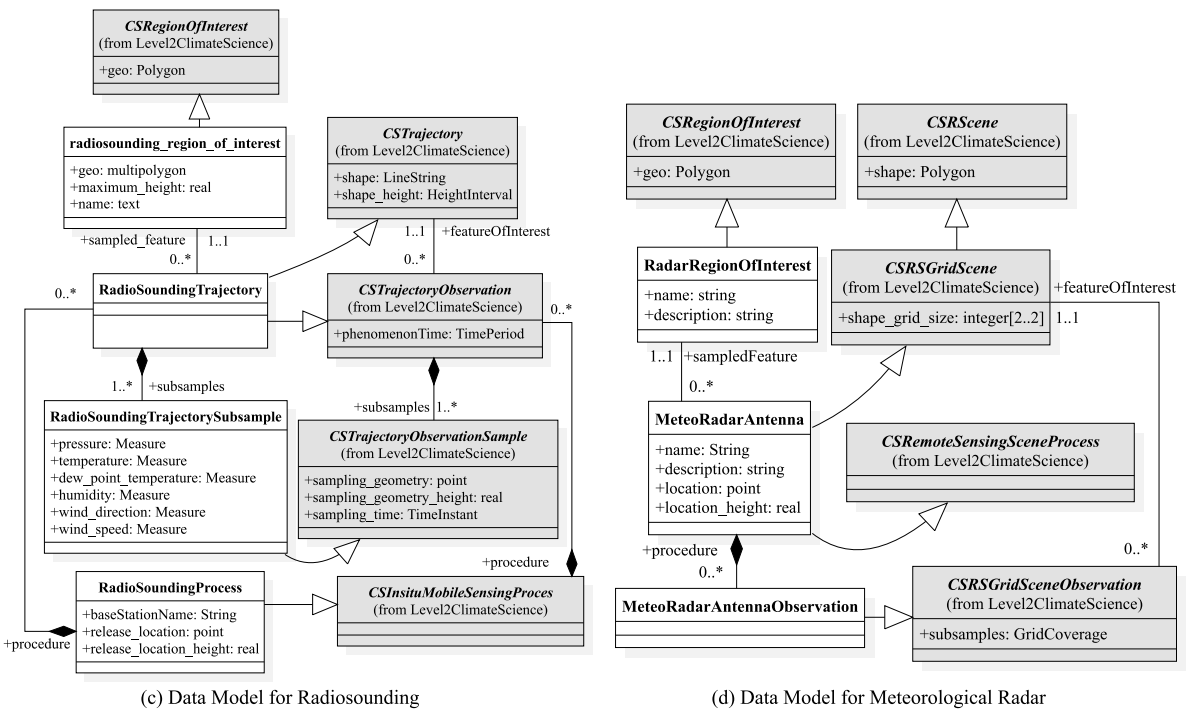 CSRegionOfInterest
(from Level2ClimateScience)
+geo: Polygon
radiosounding_region_of_interest
+geo: multipolygon
+maximum_height: real
+name: text
CSTrajectory
(from Level2ClimateScience)
+shape: LineString
+shape_height: HeightInterval
+sampled_feature
1..1
0..*
1..1
+featureOfInterest
0..*
RadioSoundingTrajectory
0..*
CSTrajectoryObservation
(from Level2ClimateScience)
+phenomenonTime: TimePeriod
0..*
1..*
+subsamples
+subsamples
1..*
RadioSoundingTrajectorySubsample
+pressure: Measure
+temperature: Measure
+dew_point_temperature: Measure
+humidity: Measure
+wind_direction: Measure
+wind_speed: Measure
CSTrajectoryObservationSample
(from Level2ClimateScience)
+sampling_geometry: point
+sampling_geometry_height: real
+sampling_time: TimeInstant
+procedure
RadioSoundingProcess
+baseStationName: String
+release_location: point
+release_location_height: real
+procedure
CSInsituMobileSensingProces
(from Level2ClimateScience)
(c) Data Model for Radiosounding
CSRegionOfInterest
(from Level2ClimateScience)
+geo: Polygon
CSRScene
(from Level2ClimateScience)
+shape: Polygon
RadarRegionOfInterest
+name: string
+description: string
CSRSGridScene
(from Level2ClimateScience)
+shape_grid_size: integer[2..2]
+featureOfInterest
1..1
1..1
+sampledFeature
0..*
MeteoRadarAntenna
+name: String
+description: string
+location: point
+location_height: real
CSRemoteSensingSceneProcess
(from Level2ClimateScience)
+procedure
0..*
0..*
MeteoRadarAntennaObservation
CSRSGridSceneObservation
(from Level2ClimateScience)
+subsamples: GridCoverage
(d) Data Model for Meteorological Radar